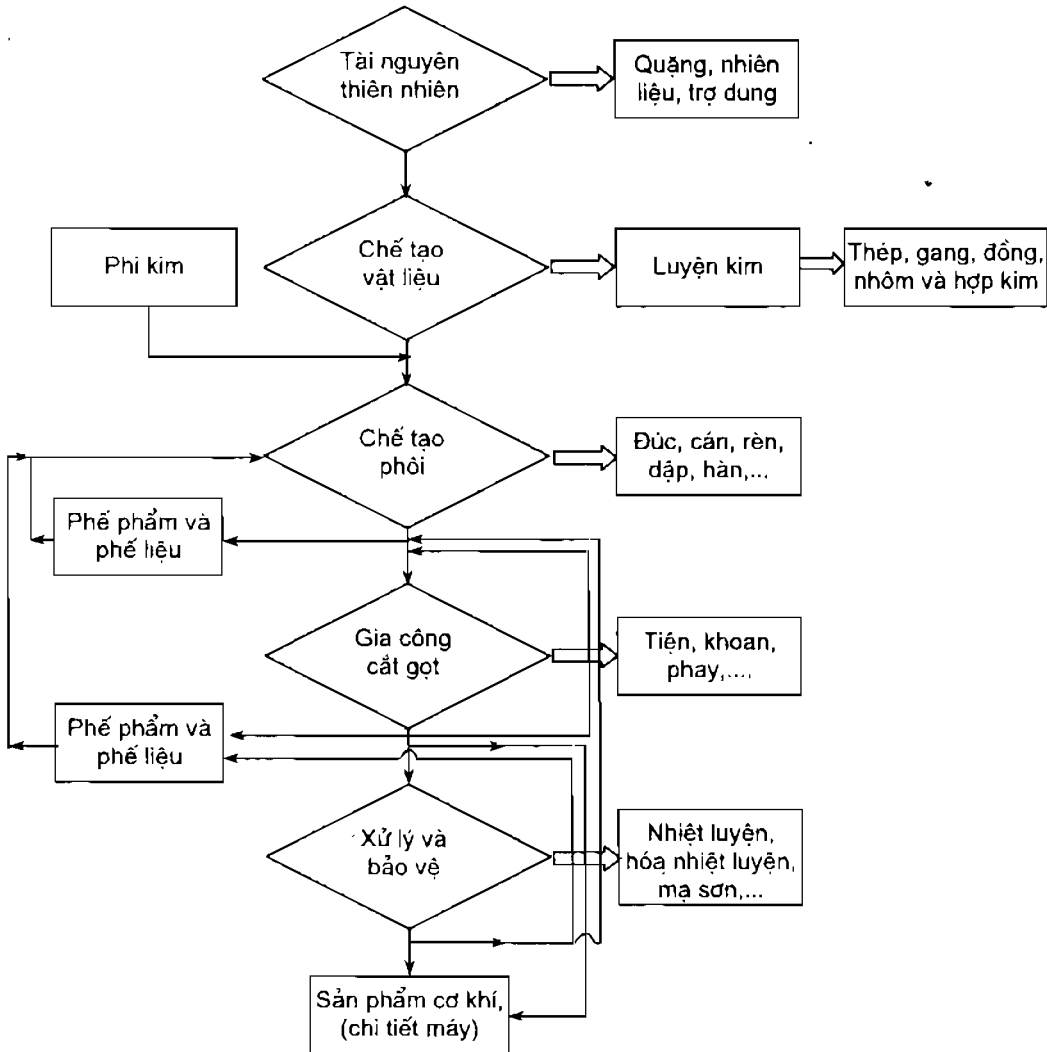 Tài nguyên
thiên nhiên
Quặng, nhiên
liệu, trợ dung
Phi kim
Chế tạo
vật liệu
Luyện kim
Thép, gang, đồng,
nhôm và hợp kim
Chế tạo
phôi
Đúc, cán, rèn,
dập, hàn,...
Phế phẩm và
phế liệu
Gia công
cắt gọt
Tiện, khoan,
phay,....
Phế phẩm và
phế liệu
Xử lý và
bảo vệ
Nhiệt luyện,
hóa nhiệt luyện,
mạ sơn,...
Sản phẩm cơ khí,
(chi tiết máy)